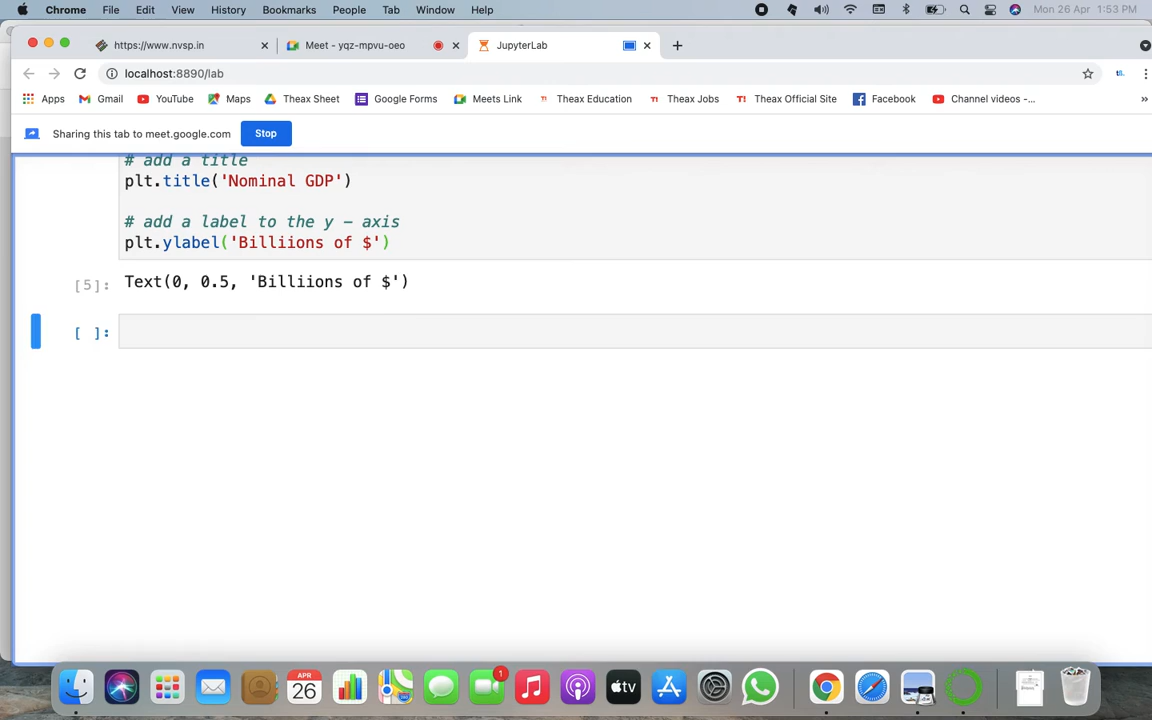 Chrome File Edit View History Bookmarks People Tab Window Help Mon 26 Apr 1:53 PM
https://www.nvsp.in Meet - yqz-mpvu-oeo JupyterLab
localhost:8890/lab
Apps Gmail YouTube Maps Theax Sheet Google Forms Meets Link Theax Education Theax Jobs Theax Official Site Facebook Channel videos -...
Sharing this tab to meet.google.com Stop
# add a title
plt.title('Nominal GDP')
# add a label to the y - axis
plt.ylabel('Billiions of $')
[5]: Text(0, 0.5, 'Billiions of $')
[ ]:
APR
26
1
tv